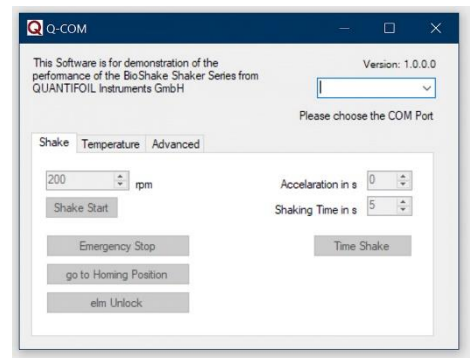 Q-COM
This Software is for demonstration of the
performance of the BioShake Shaker Series from
QUANTIFOIL Instruments GmbH
Version: 1.0.0.0
Please choose the COM Port
Shake Temperature Advanced
200 rpm
Accelaration in s 0
Shake Start
Shaking Time in s 5
Emergency Stop
Time Shake
go to Homing Position
elm Unlock